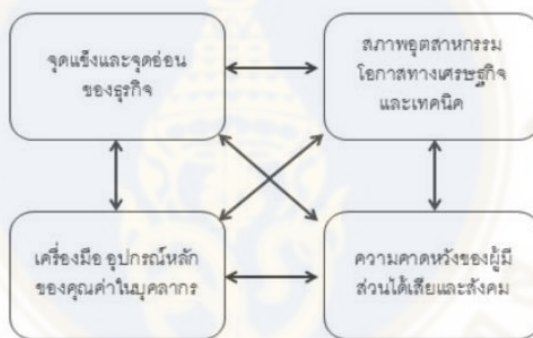 จุดแข็งและจุดอ่อน
ของธุรกิจ
สภาพอุตสาหกรรม
โอกาสทางเศรษฐกิจ
และเทคนิค
เครื่องมือ อุปกรณ์หลัก
ของคุณค่าในบุคลากร
ความคาดหวังของผู้มี
ส่วนได้เสียและสังคม